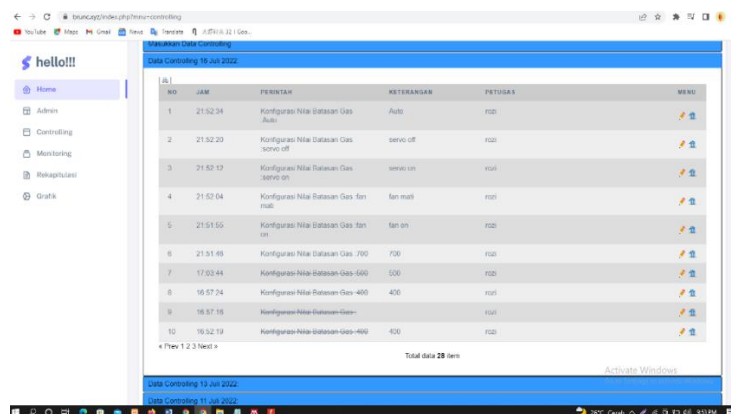 brunc.xyz/index.php?menu=controlling
YouTube Maps Gmail News Translate
Masukkan Data Controlling
hello!!!
Data Controlling 16 Juli 2022
Home
Admin
Controlling
Monitoring
Rekapitulasi
Grafik
NO JAM PERINTAH KETERANGAN PETUGAS MENU
1 21:52:34 Konfigurasi Nilai Batasan Gas Auto rozi
:Auto
2 21:52:20 Konfigurasi Nilai Batasan Gas servo off rozi
:servo off
3 21:52:12 Konfigurasi Nilai Batasan Gas servo on rozi
:servo on
4 21:52:04 Konfigurasi Nilai Batasan Gas :fan fan mati rozi
mati
5 21:51:55 Konfigurasi Nilai Batasan Gas :fan fan on rozi
on
6 21:51:46 Konfigurasi Nilai Batasan Gas :700 700 rozi
7 17:03:44 Konfigurasi Nilai Batasan Gas :500 500 rozi
8 16:57:24 Konfigurasi Nilai Batasan Gas :400 400 rozi
9 16:57:16 Konfigurasi Nilai Batasan Gas : rozi
10 16:52:19 Konfigurasi Nilai Batasan Gas :400 400 rozi
« Prev 1 2 3 Next »
Total data 28 item
Activate Windows
Data Controlling 13 Juli 2022
Data Controlling 11 Juli 2022
26°C Cerah 9:53 PM